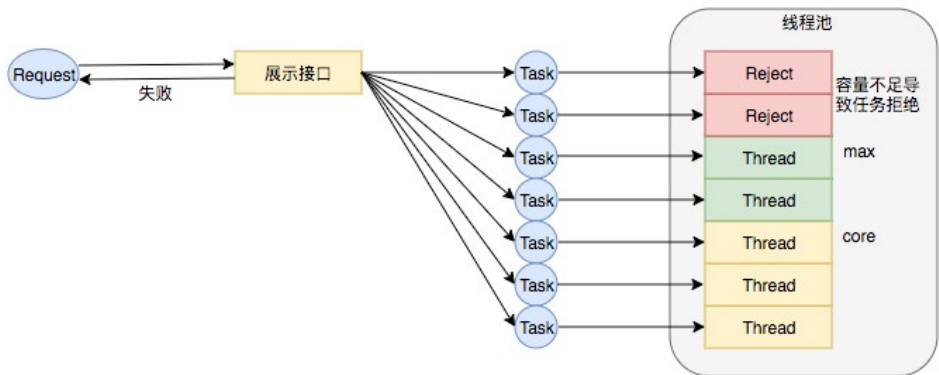 线程池
Request
失败
展示接口
Task
Task
Task
Task
Task
Task
Task
Reject
Reject
Thread
Thread
Thread
Thread
Thread
容量不足导
致任务拒绝
max
core